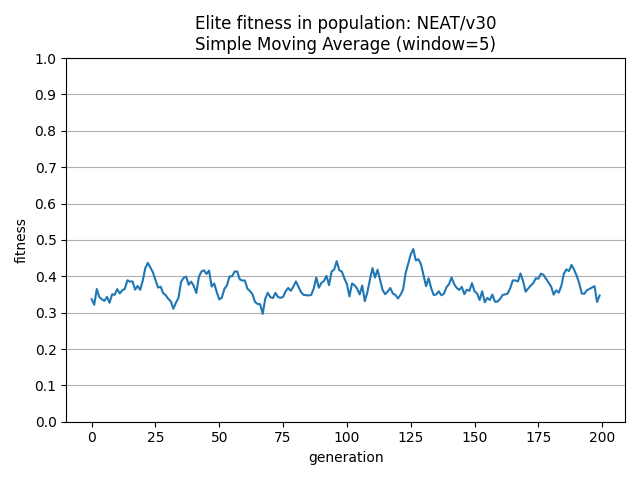 Elite fitness in population: NEAT/v30
Simple Moving Average (window=5)
1.0
0.9
0.8
0.7
0.6
0.5
0.4
0.3
0.2
0.1
0.0
fitness
0 25 50 75 100 125 150 175 200
generation